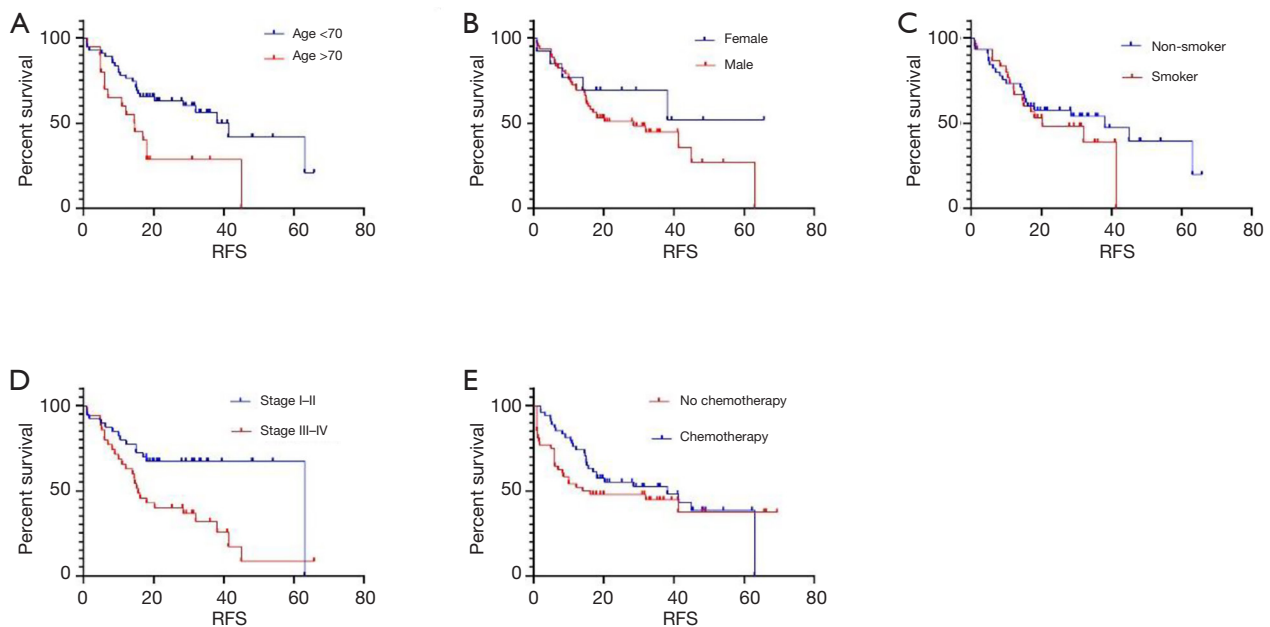 A
Age <70
Age >70
100
50
0
Percent survival
0 20 40 60 80
RFS
B
Female
Male
100
50
0
Percent survival
0 20 40 60 80
RFS
C
Non-smoker
Smoker
100
50
0
Percent survival
0 20 40 60 80
RFS
D
Stage I–II
Stage III–IV
100
50
0
Percent survival
0 20 40 60 80
RFS
E
No chemotherapy
Chemotherapy
100
50
0
Percent survival
0 20 40 60 80
RFS